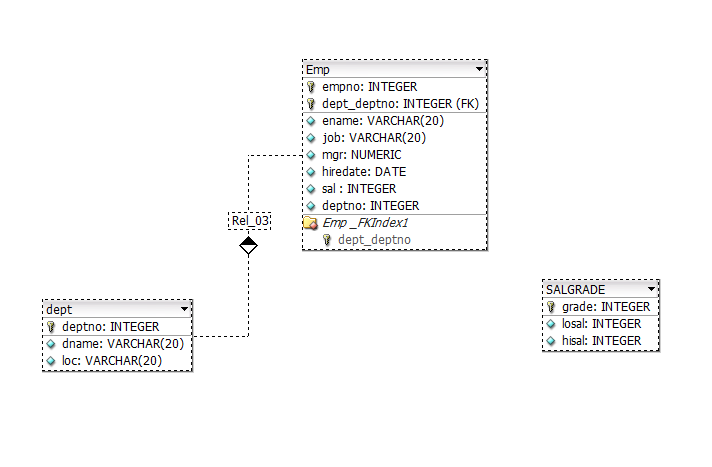 Emp
empno: INTEGER
dept_deptno: INTEGER (FK)
ename: VARCHAR(20)
job: VARCHAR(20)
mgr: NUMERIC
hiredate: DATE
sal : INTEGER
deptno: INTEGER
Emp _FKIndex1
dept_deptno
Rel_03
dept
deptno: INTEGER
dname: VARCHAR(20)
loc: VARCHAR(20)
SALGRADE
grade: INTEGER
losal: INTEGER
hisal: INTEGER